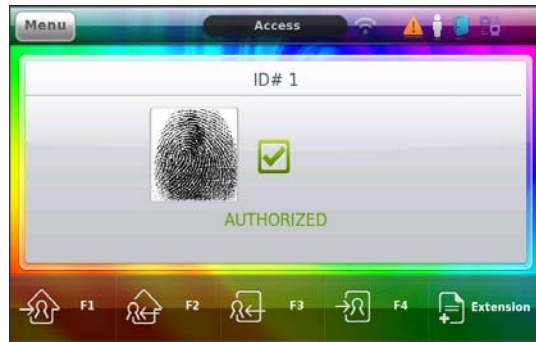 Menu
Access
ID# 1
AUTHORIZED
F1 F2 F3 F4 Extension